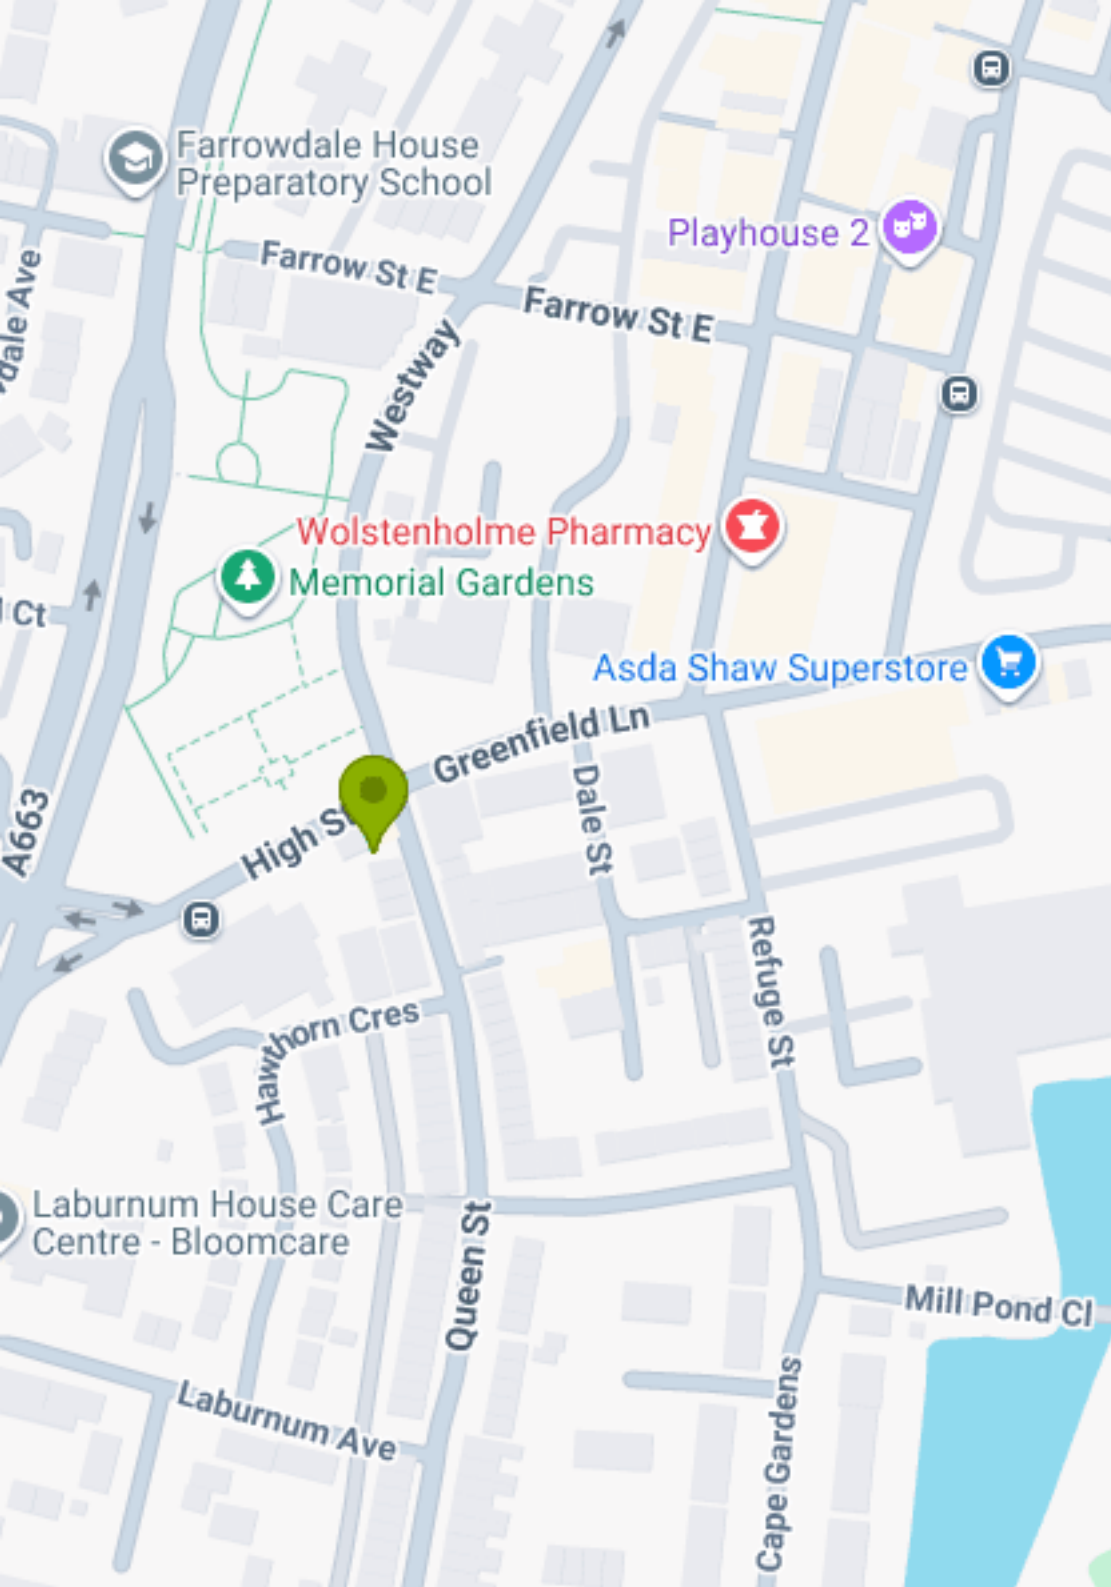 Farrowdale House
Preparatory School
Playhouse 2
Farrow St E
Farrow St E
Westway
Wolstenholme Pharmacy
Memorial Gardens
Ct
Asda Shaw Superstore
Greenfield Ln
A663
High St
Dale St
Refuge St
Hawthorn Cres
Laburnum House Care
Centre - Bloomcare
Queen St
Mill Pond Cl
Laburnum Ave
Cape Gardens